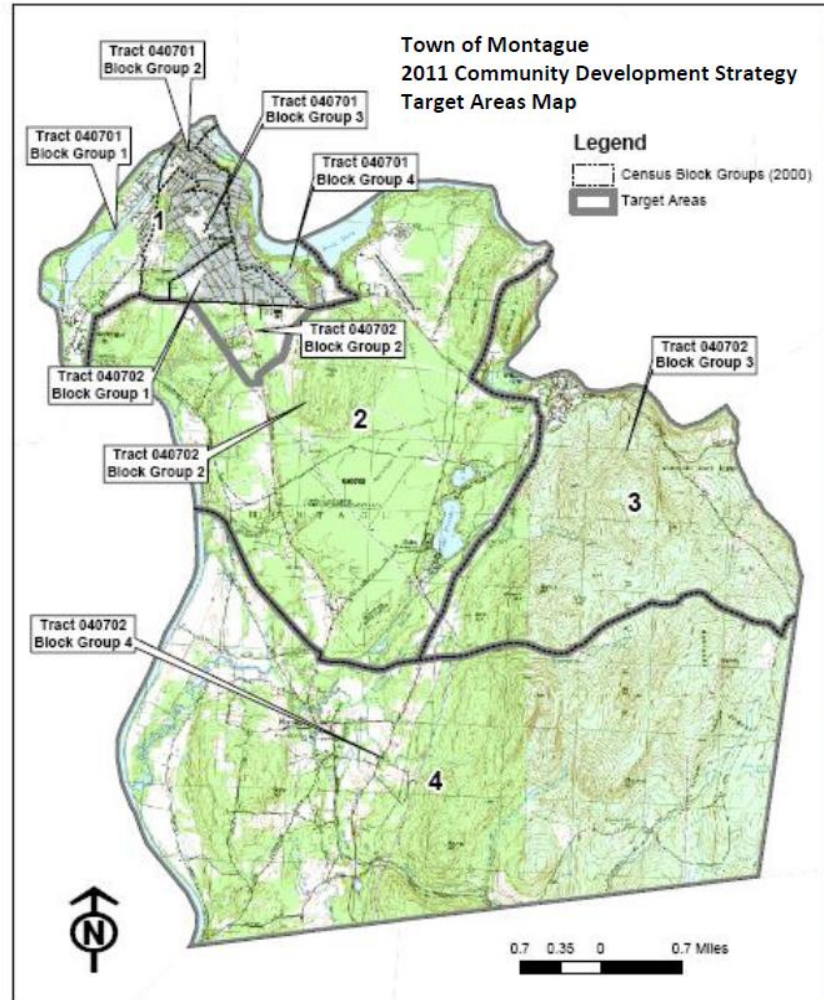 Town of Montague
2011 Community Development Strategy
Target Areas Map
Legend
Census Block Groups (2000)
Target Areas
Tract 040701
Block Group 2
Tract 040701
Block Group 3
Tract 040701
Block Group 1
Tract 040701
Block Group 4
1
Tract 040702
Block Group 2
Tract 040702
Block Group 3
Tract 040702
Block Group 1
2
Tract 040702
Block Group 2
040702
3
Tract 040702
Block Group 4
4
N
0.7 0.35 0 0.7 Miles